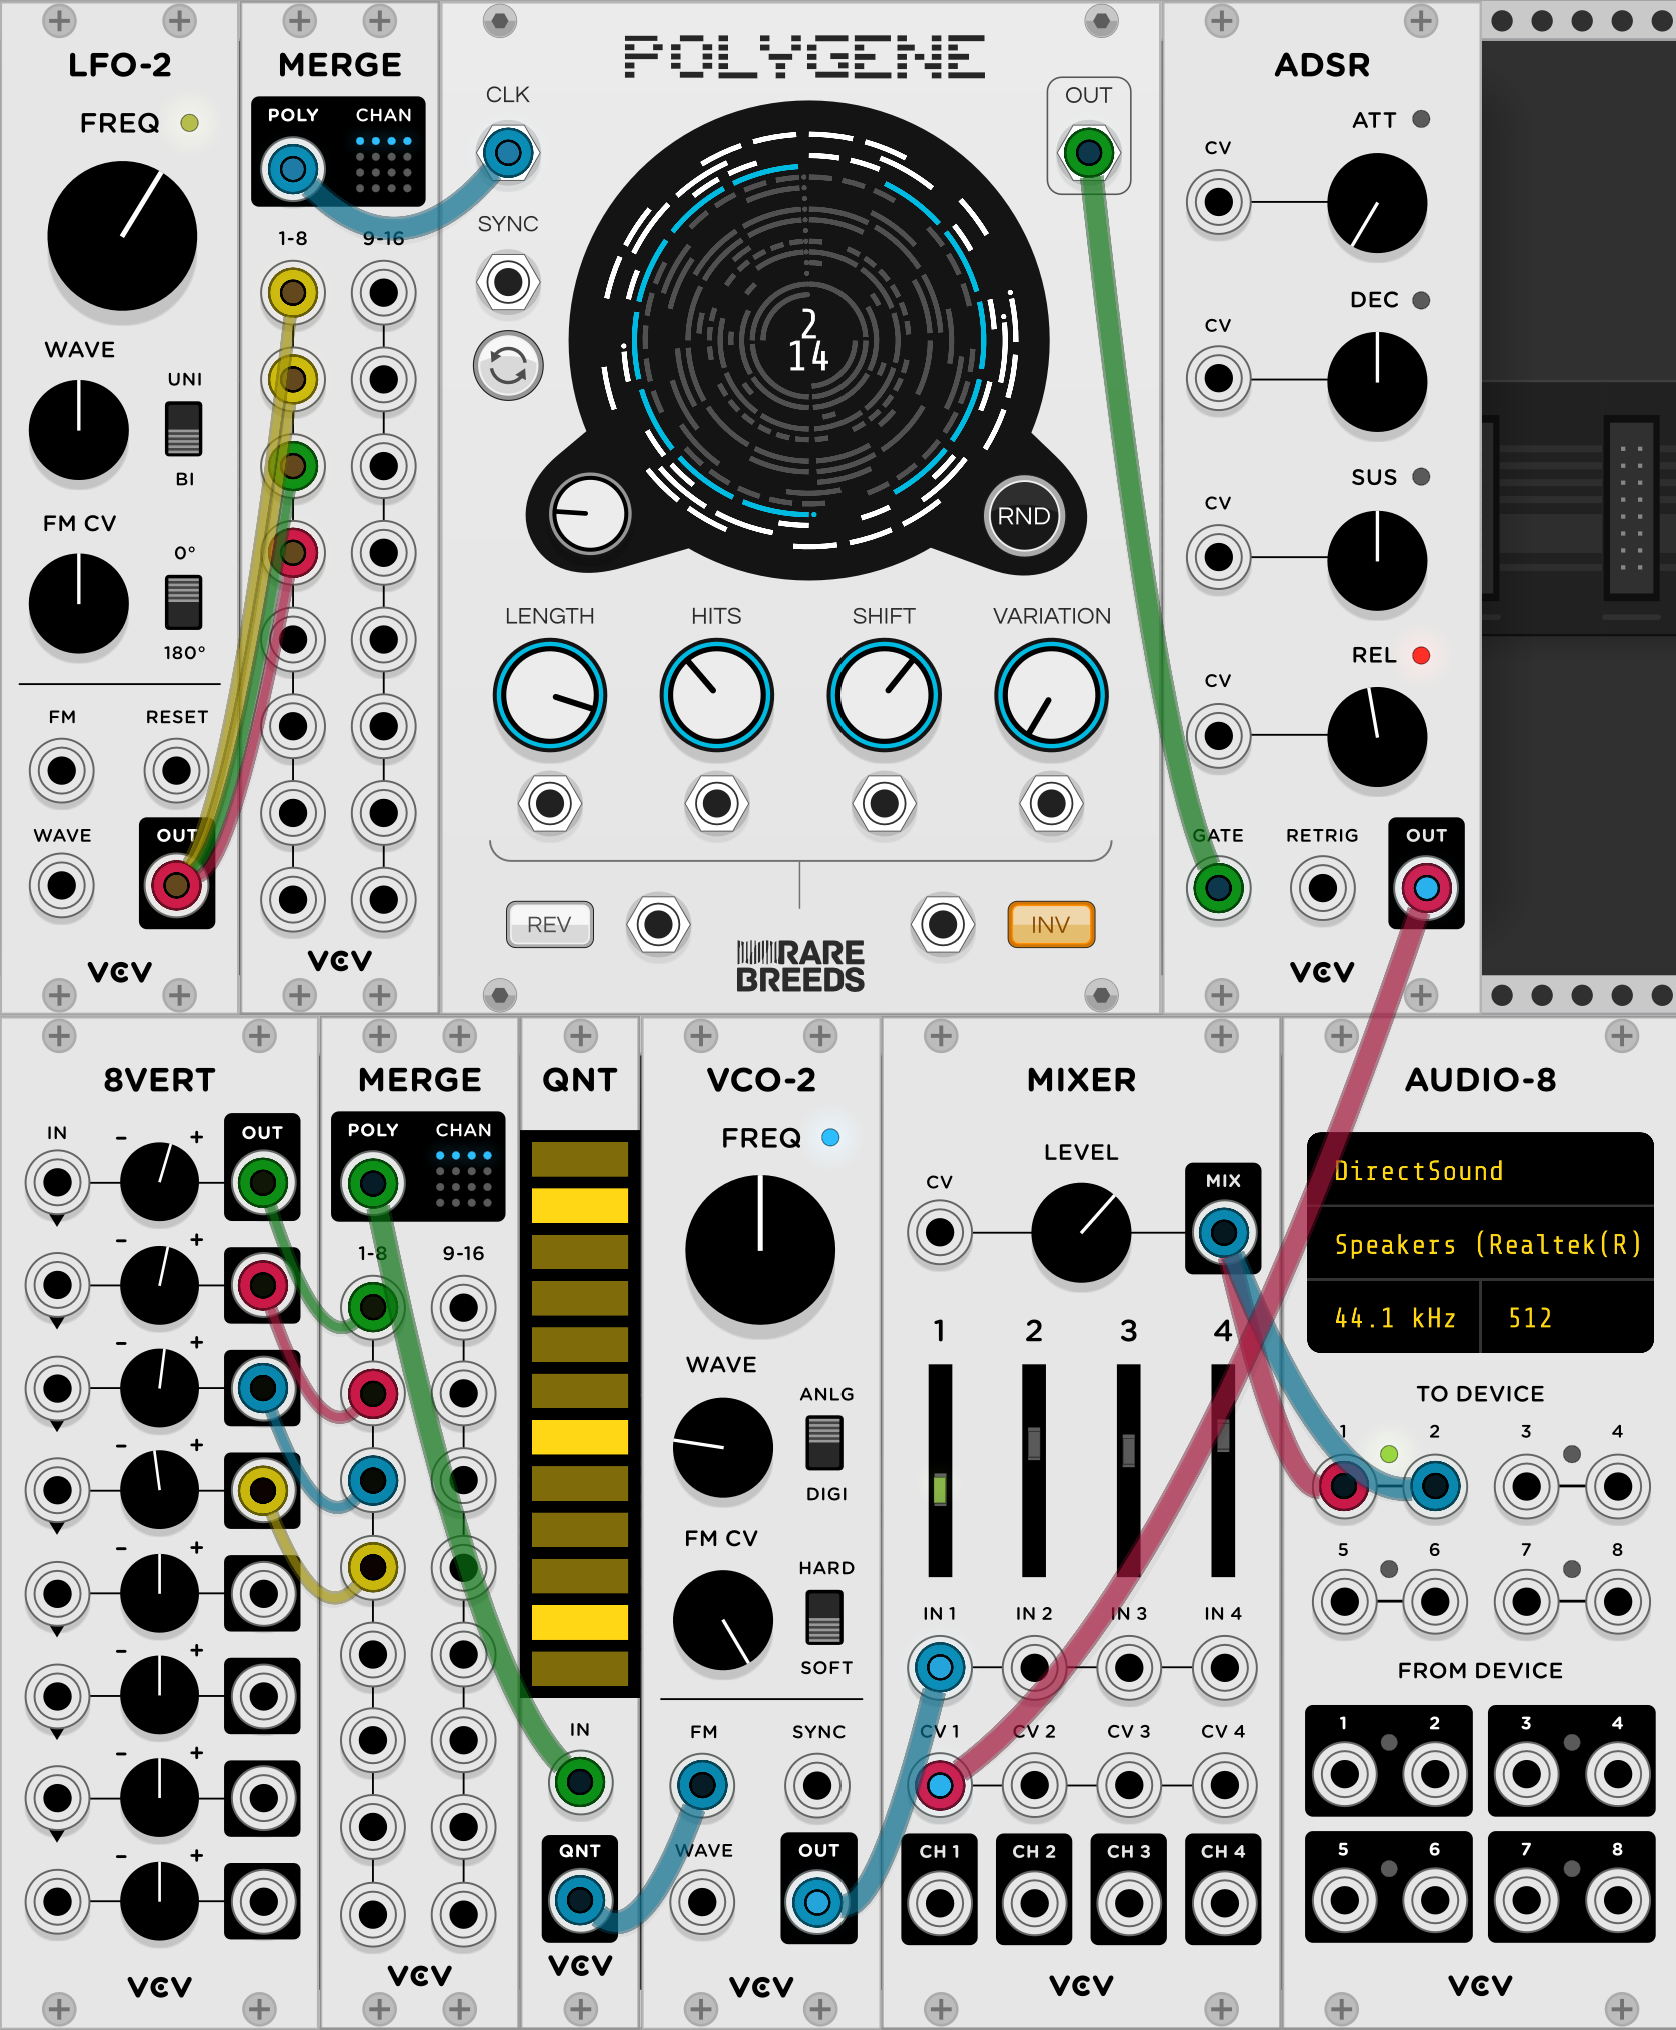 LFO-2
FREQ
WAVE
UNI
BI
FM CV
0°
180°
FM
RESET
WAVE
OUT
VCV
MERGE
POLY
CHAN
1-8
9-16
VCV
POLYGENE
CLK
OUT
SYNC
2
14
RND
LENGTH
HITS
SHIFT
VARIATION
REV
INV
RARE
BREEDS
ADSR
ATT
CV
DEC
CV
SUS
CV
REL
CV
GATE
RETRIG
OUT
VCV
8VERT
IN
- +
OUT
- +
- +
- +
- +
- +
- +
- +
VCV
MERGE
POLY
CHAN
1-8
9-16
VCV
QNT
IN
QNT
VCV
VCO-2
FREQ
WAVE
ANLG
DIGI
FM CV
HARD
SOFT
FM
SYNC
WAVE
OUT
VCV
MIXER
LEVEL
CV
MIX
1 2 3 4
IN 1 IN 2 IN 3 IN 4
CV 1 CV 2 CV 3 CV 4
CH 1 CH 2 CH 3 CH 4
VCV
AUDIO-8
DirectSound
Speakers (Realtek(R)
44.1 kHz 512
TO DEVICE
1 2 3 4
5 6 7 8
FROM DEVICE
1 2 3 4
5 6 7 8
VCV